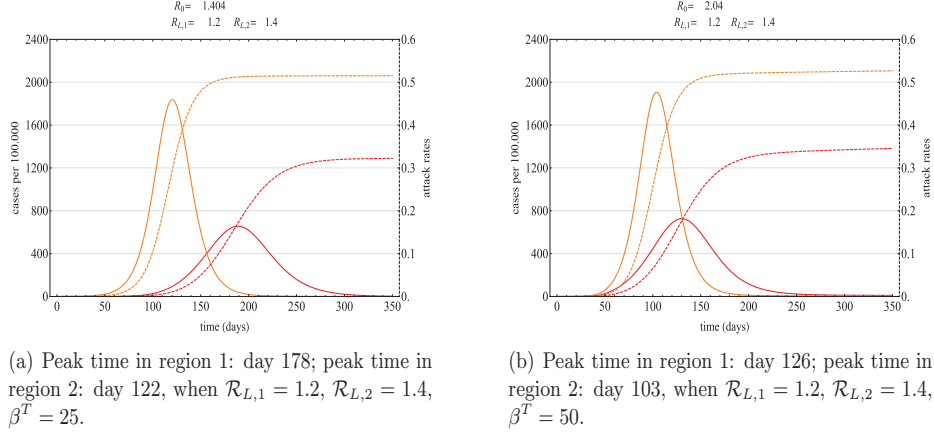 R0= 1.404
RL,1= 1.2 RL,2= 1.4
2400
2000
1600
1200
800
400
0
cases per 100.000
0.6
0.5
0.4
0.3
0.2
0.1
0.
attack rates
0 50 100 150 200 250 300 350
time (days)
(a) Peak time in region 1: day 178; peak time in
region 2: day 122, when RL,1 = 1.2, RL,2 = 1.4,
βT = 25.
R0= 2.04
RL,1= 1.2 RL,2= 1.4
2400
2000
1600
1200
800
400
0
cases per 100.000
0.6
0.5
0.4
0.3
0.2
0.1
0.
attack rates
0 50 100 150 200 250 300 350
time (days)
(b) Peak time in region 1: day 126; peak time in
region 2: day 103, when RL,1 = 1.2, RL,2 = 1.4,
βT = 50.